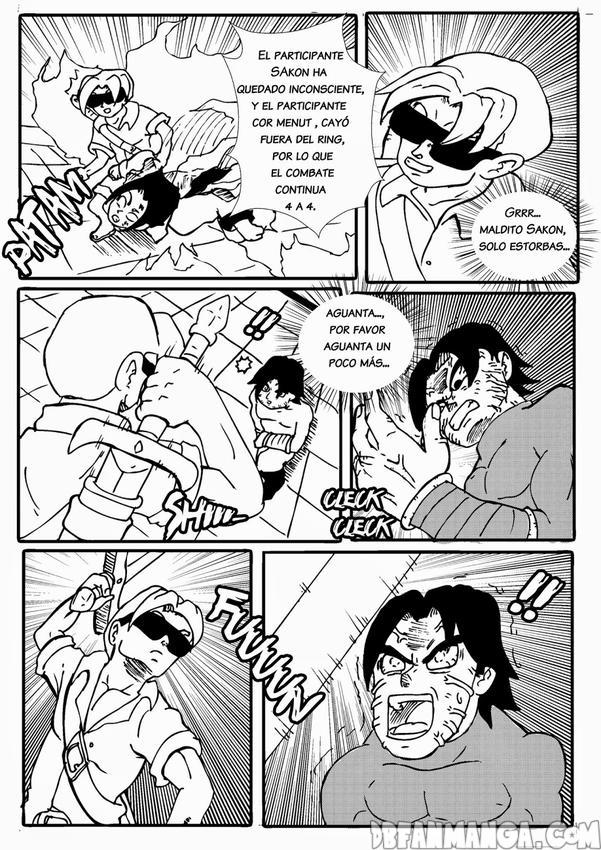 El participante
Sakon ha
quedado inconsciente,
y el participante
Cor Menut , cayó
fuera del ring,
por lo que
el combate
continua
4 a 4.
PATAM
Grrr...
maldito Sakon,
solo estorbas...
!!
Aguanta...,
por favor
aguanta un
poco más...
SHIII-
CLECK
CLECK
FUUUUUN
!!
DBFANMANGA.COM